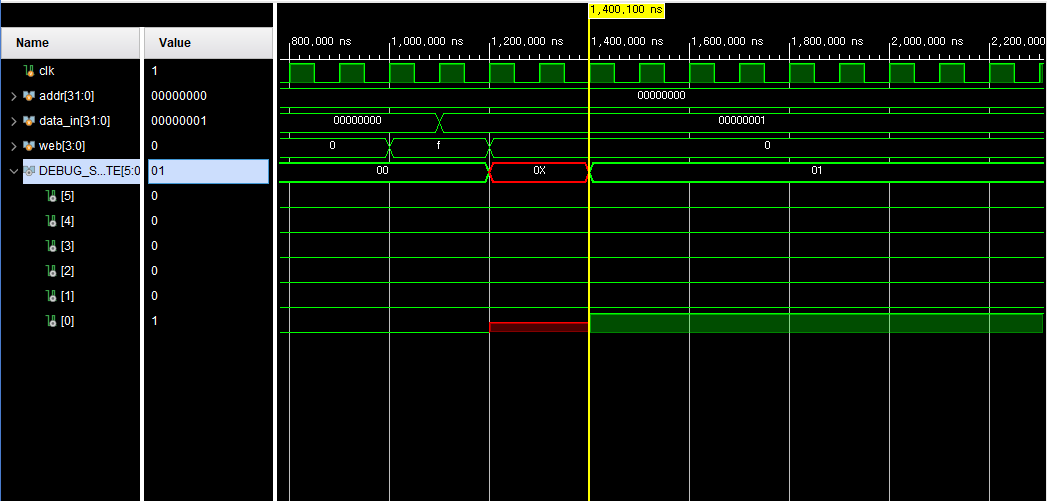 1,400,100 ns
Name Value
800,000 ns 1,000,000 ns 1,200,000 ns 1,400,000 ns 1,600,000 ns 1,800,000 ns 2,000,000 ns 2,200,000
clk 1
addr[31:0] 00000000 00000000
data_in[31:0] 00000001 00000000 00000001
web[3:0] 0 0 f 0
DEBUG_S...TE[5:0 01 00 0X 01
[5] 0
[4] 0
[3] 0
[2] 0
[1] 0
[0] 1